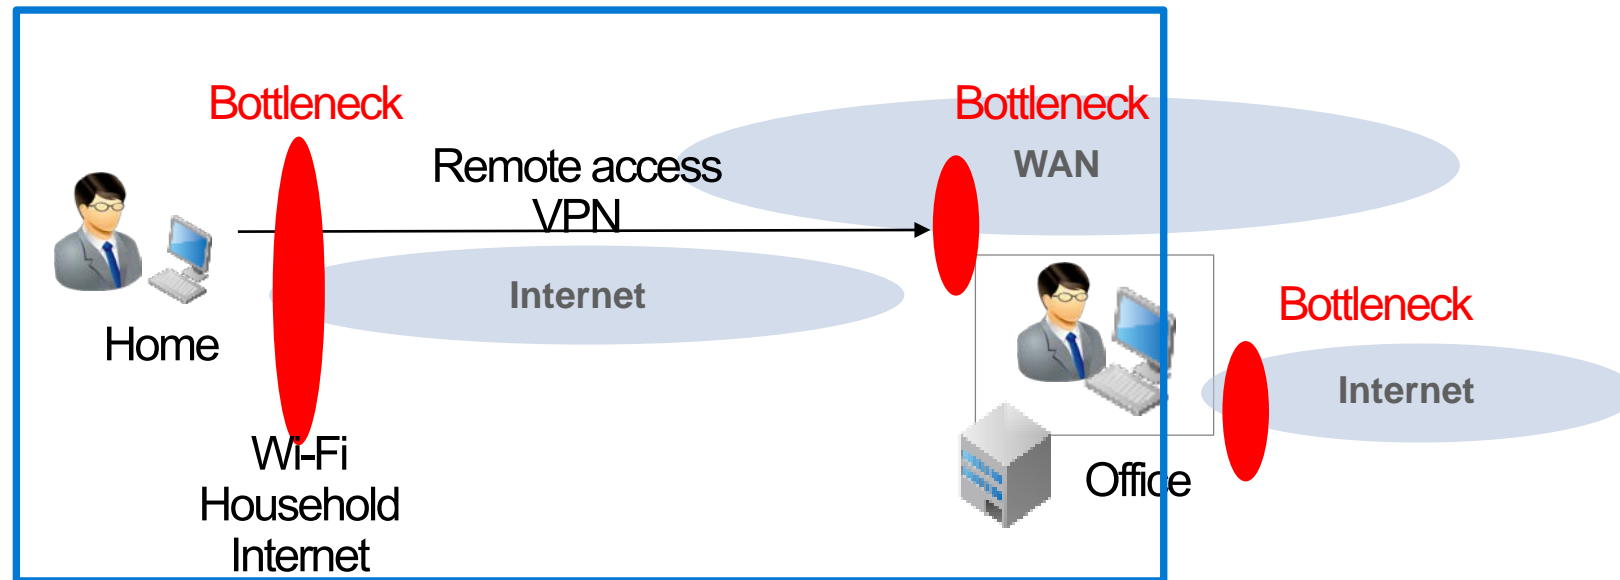 Bottleneck
Bottleneck
Remote access
VPN
WAN
Internet
Home
Bottleneck
Internet
Wi-Fi
Household
Internet
Office